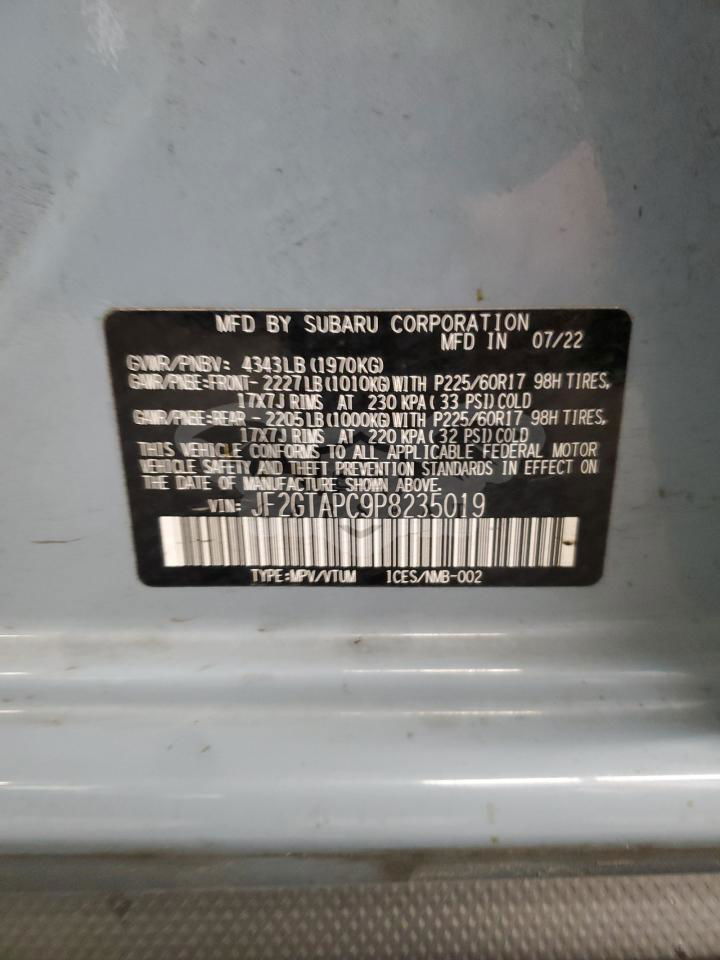 MFD BY SUBARU CORPORATION
MFD IN 07/22
GVWR/PNBV: 4343LB(1970KG)
GAWR/PNBE:FRONT-2227LB(1010KG)WITH P225/60R17 98H TIRES,
17X7J RIMS AT 230 KPA(33 PSI)COLD
GAWR/PNBE:REAR -2205LB(1000KG)WITH P225/60R17 98H TIRES,
17X7J RIMS AT 220 KPA(32 PSI)COLD
THIS VEHICLE CONFORMS TO ALL APPLICABLE FEDERAL MOTOR
VEHICLE SAFETY AND THEFT PREVENTION STANDARDS IN EFFECT ON
THE DATE OF MANUFACTURE SHOWN ABOVE.
VIN: JF2GTAPC9P8235019
TYPE:MPV/VTUM ICES/NMB-002